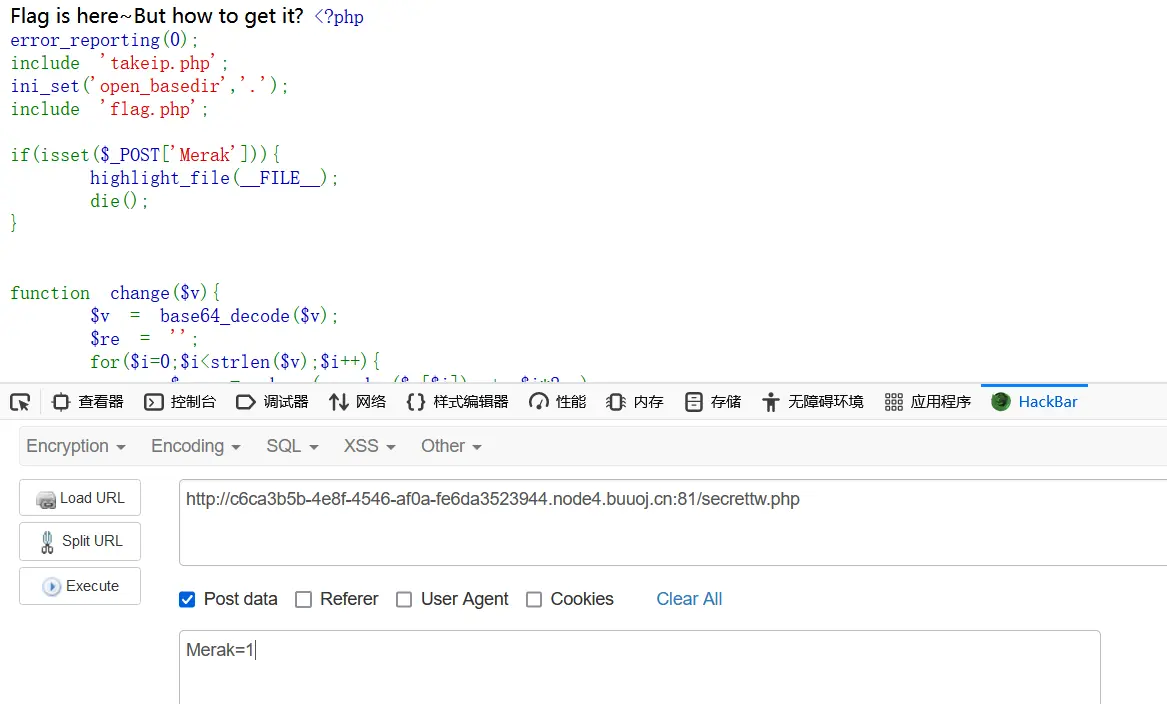 Flag is here~But how to get it? <?php
error_reporting(0);
include 'takeip.php';
ini_set('open_basedir','.');
include 'flag.php';
if(isset($_POST['Merak'])){
highlight_file(__FILE__);
die();
}
function change($v){
$v = base64_decode($v);
$re = '';
for($i=0;$i<strlen($v);$i++){
查看器 控制台 调试器 网络 样式编辑器 性能 内存 存储 无障碍环境 应用程序 HackBar
Encryption Encoding SQL XSS Other
Load URL http://c6ca3b5b-4e8f-4546-af0a-fe6da3523944.node4.buuoj.cn:81/secrettw.php
Split URL
Execute
Post data Referer User Agent Cookies Clear All
Merak=1